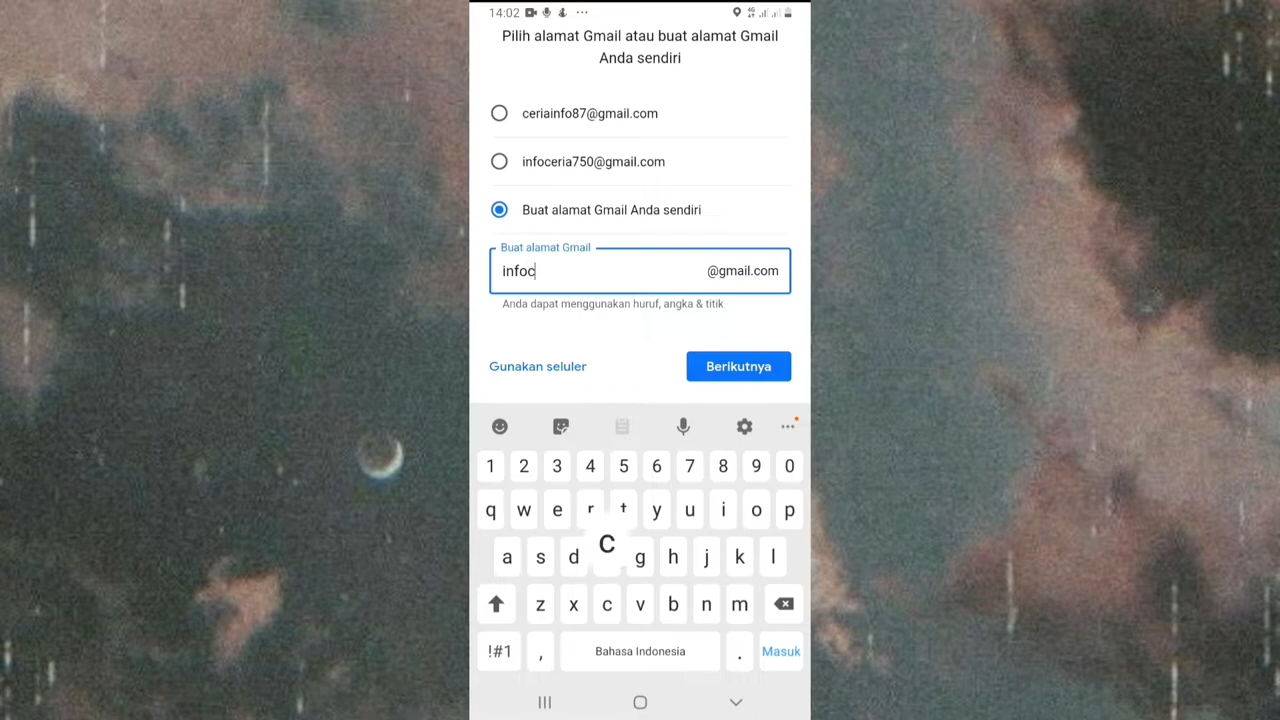 14:02
Pilih alamat Gmail atau buat alamat Gmail
Anda sendiri
ceriainfo87@gmail.com
infoceria750@gmail.com
Buat alamat Gmail Anda sendiri
Buat alamat Gmail
infoc @gmail.com
Anda dapat menggunakan huruf, angka & titik
Gunakan seluler Berikutnya
1 2 3 4 5 6 7 8 9 0
q w e r t y u i o p
a s d C g h j k l
z x c v b n m
!#1 , Bahasa Indonesia . Masuk